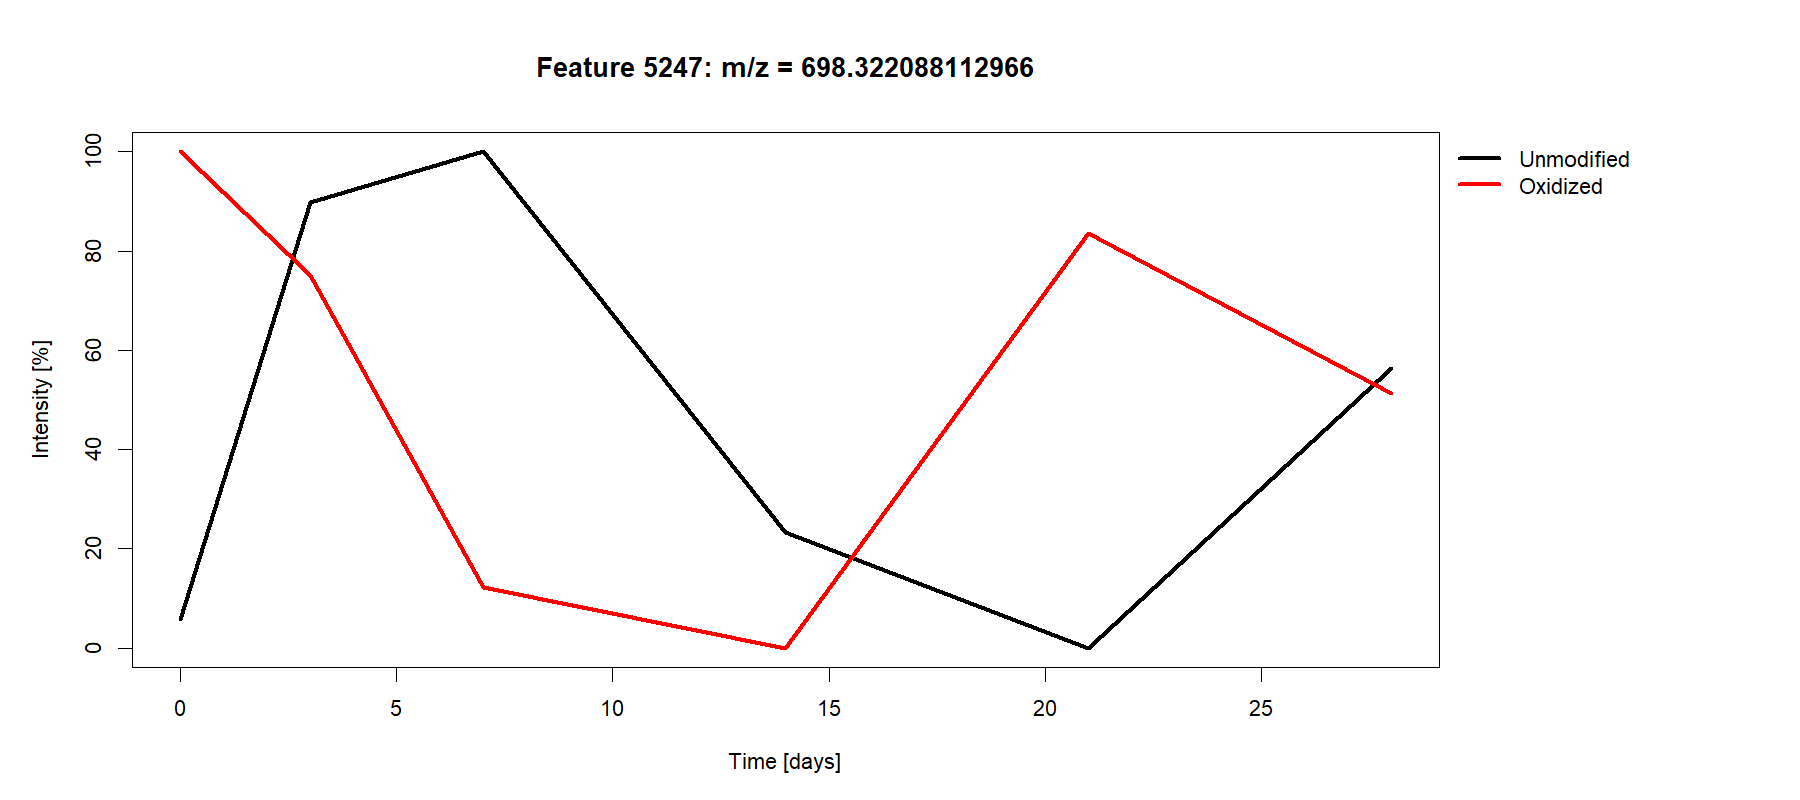 Feature 5247: m/z = 698.322088112966
Unmodified
Oxidized
Intensity [%]
100
80
60
40
20
0
0 5 10 15 20 25
Time [days]